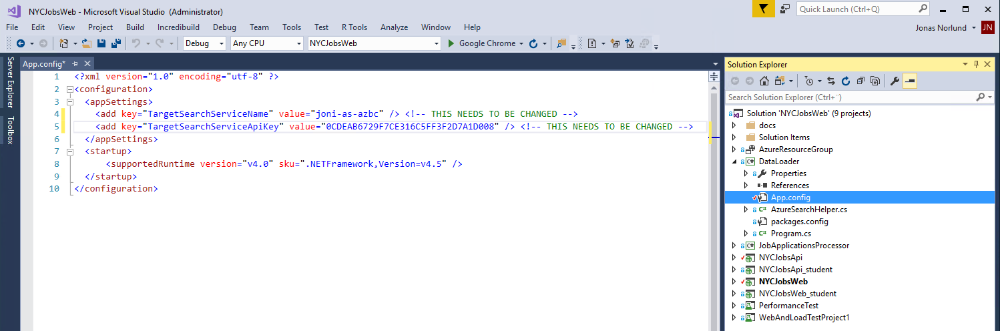 NYCJobsWeb - Microsoft Visual Studio (Administrator)
Quick Launch (Ctrl+Q)
File Edit View Project Build Incredibuild Debug Team Tools Test R Tools Analyze Window Help
Jonas Norlund JN
Debug Any CPU NYCJobsWeb Google Chrome
Server Explorer
Toolbox
App.config*
1 <?xml version="1.0" encoding="utf-8" ?>
2 <configuration>
3 <appSettings>
4 <add key="TargetSearchServiceName" value="joni-as-azbc" /> <!-- THIS NEEDS TO BE CHANGED -->
5 <add key="TargetSearchServiceApiKey" value="0CDEAB6729F7CE316C5FF3F2D7A1D008" /> <!-- THIS NEEDS TO BE CHANGED -->
6 </appSettings>
7 <startup>
8 <supportedRuntime version="v4.0" sku=".NETFramework,Version=v4.5" />
9 </startup>
10 </configuration>
Solution Explorer
Search Solution Explorer (Ctrl+¨)
Solution 'NYCJobsWeb' (9 projects)
docs
Solution Items
AzureResourceGroup
C# DataLoader
Properties
References
App.config
C# AzureSearchHelper.cs
packages.config
C# Program.cs
C# JobApplicationsProcessor
NYCJobsApi
NYCJobsApi_student
NYCJobsWeb
NYCJobsWeb_student
PerformanceTest
WebAndLoadTestProject1